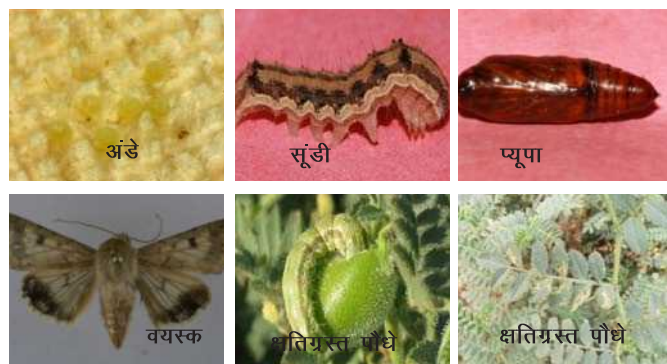 अंडे
सूंडी
प्यूपा
वयस्क
क्षतिग्रस्त पौधे
क्षतिग्रस्त पौधे